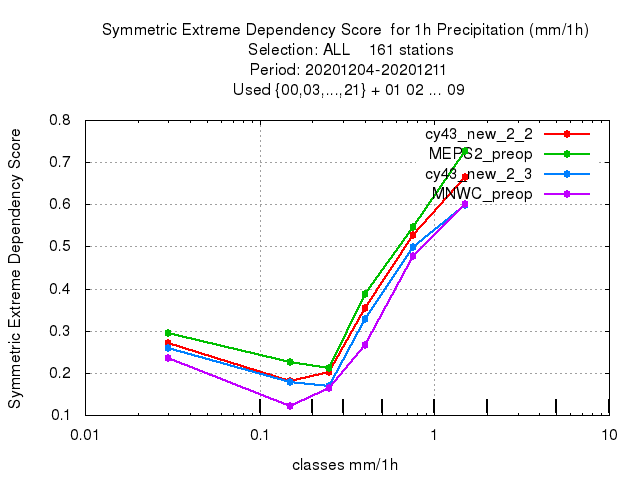 Symmetric Extreme Dependency Score  for 1h Precipitation (mm/1h)
Selection: ALL    161 stations
Period: 20201204-20201211
Used {00,03,...,21} + 01 02 ... 09
Symmetric Extreme Dependency Score
0.8
0.7
0.6
0.5
0.4
0.3
0.2
0.1
cy43_new_2_2
MEPS2_preop
cy43_new_2_3
MNWC_preop
0.01
0.1
1
10
classes mm/1h